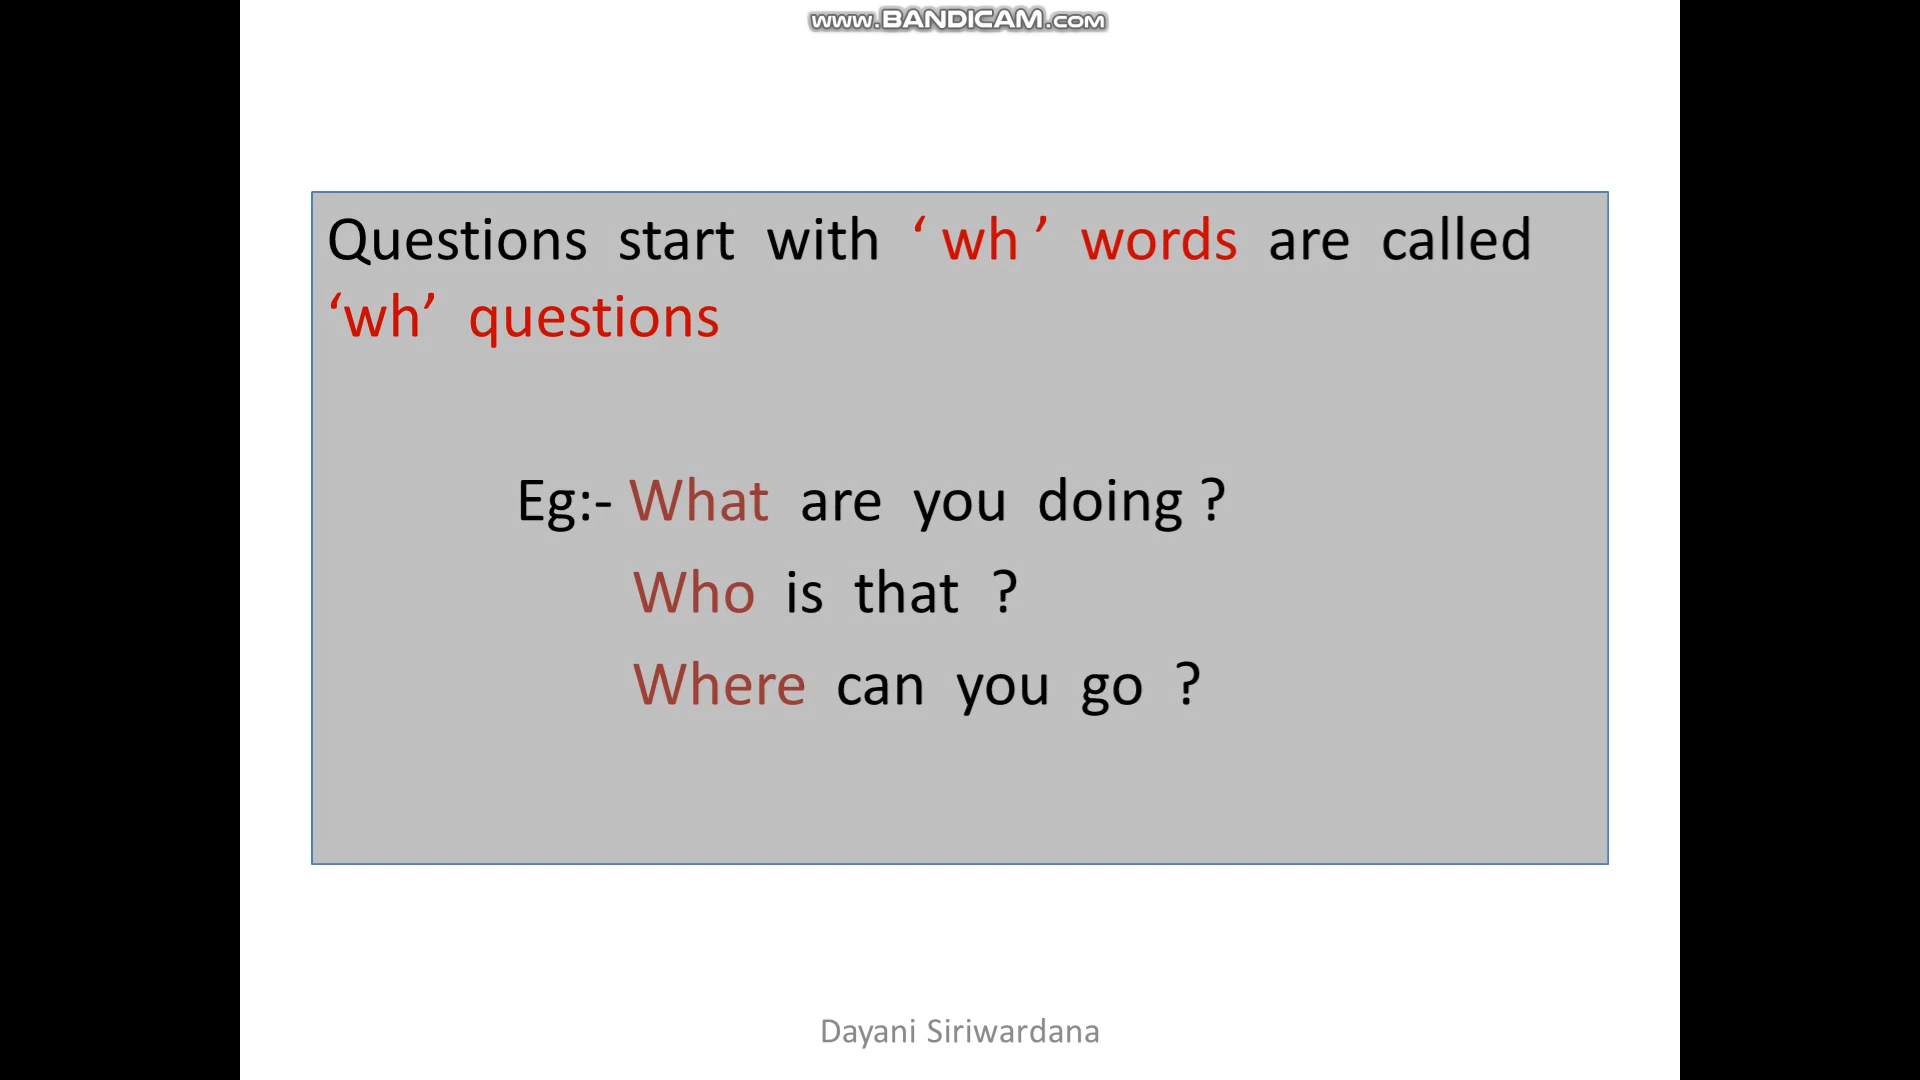 www.BANDICAM.com
Questions start with ‘ wh ’ words are called
‘wh’ questions
Eg:- What are you doing ?
Who is that ?
Where can you go ?
Dayani Siriwardana